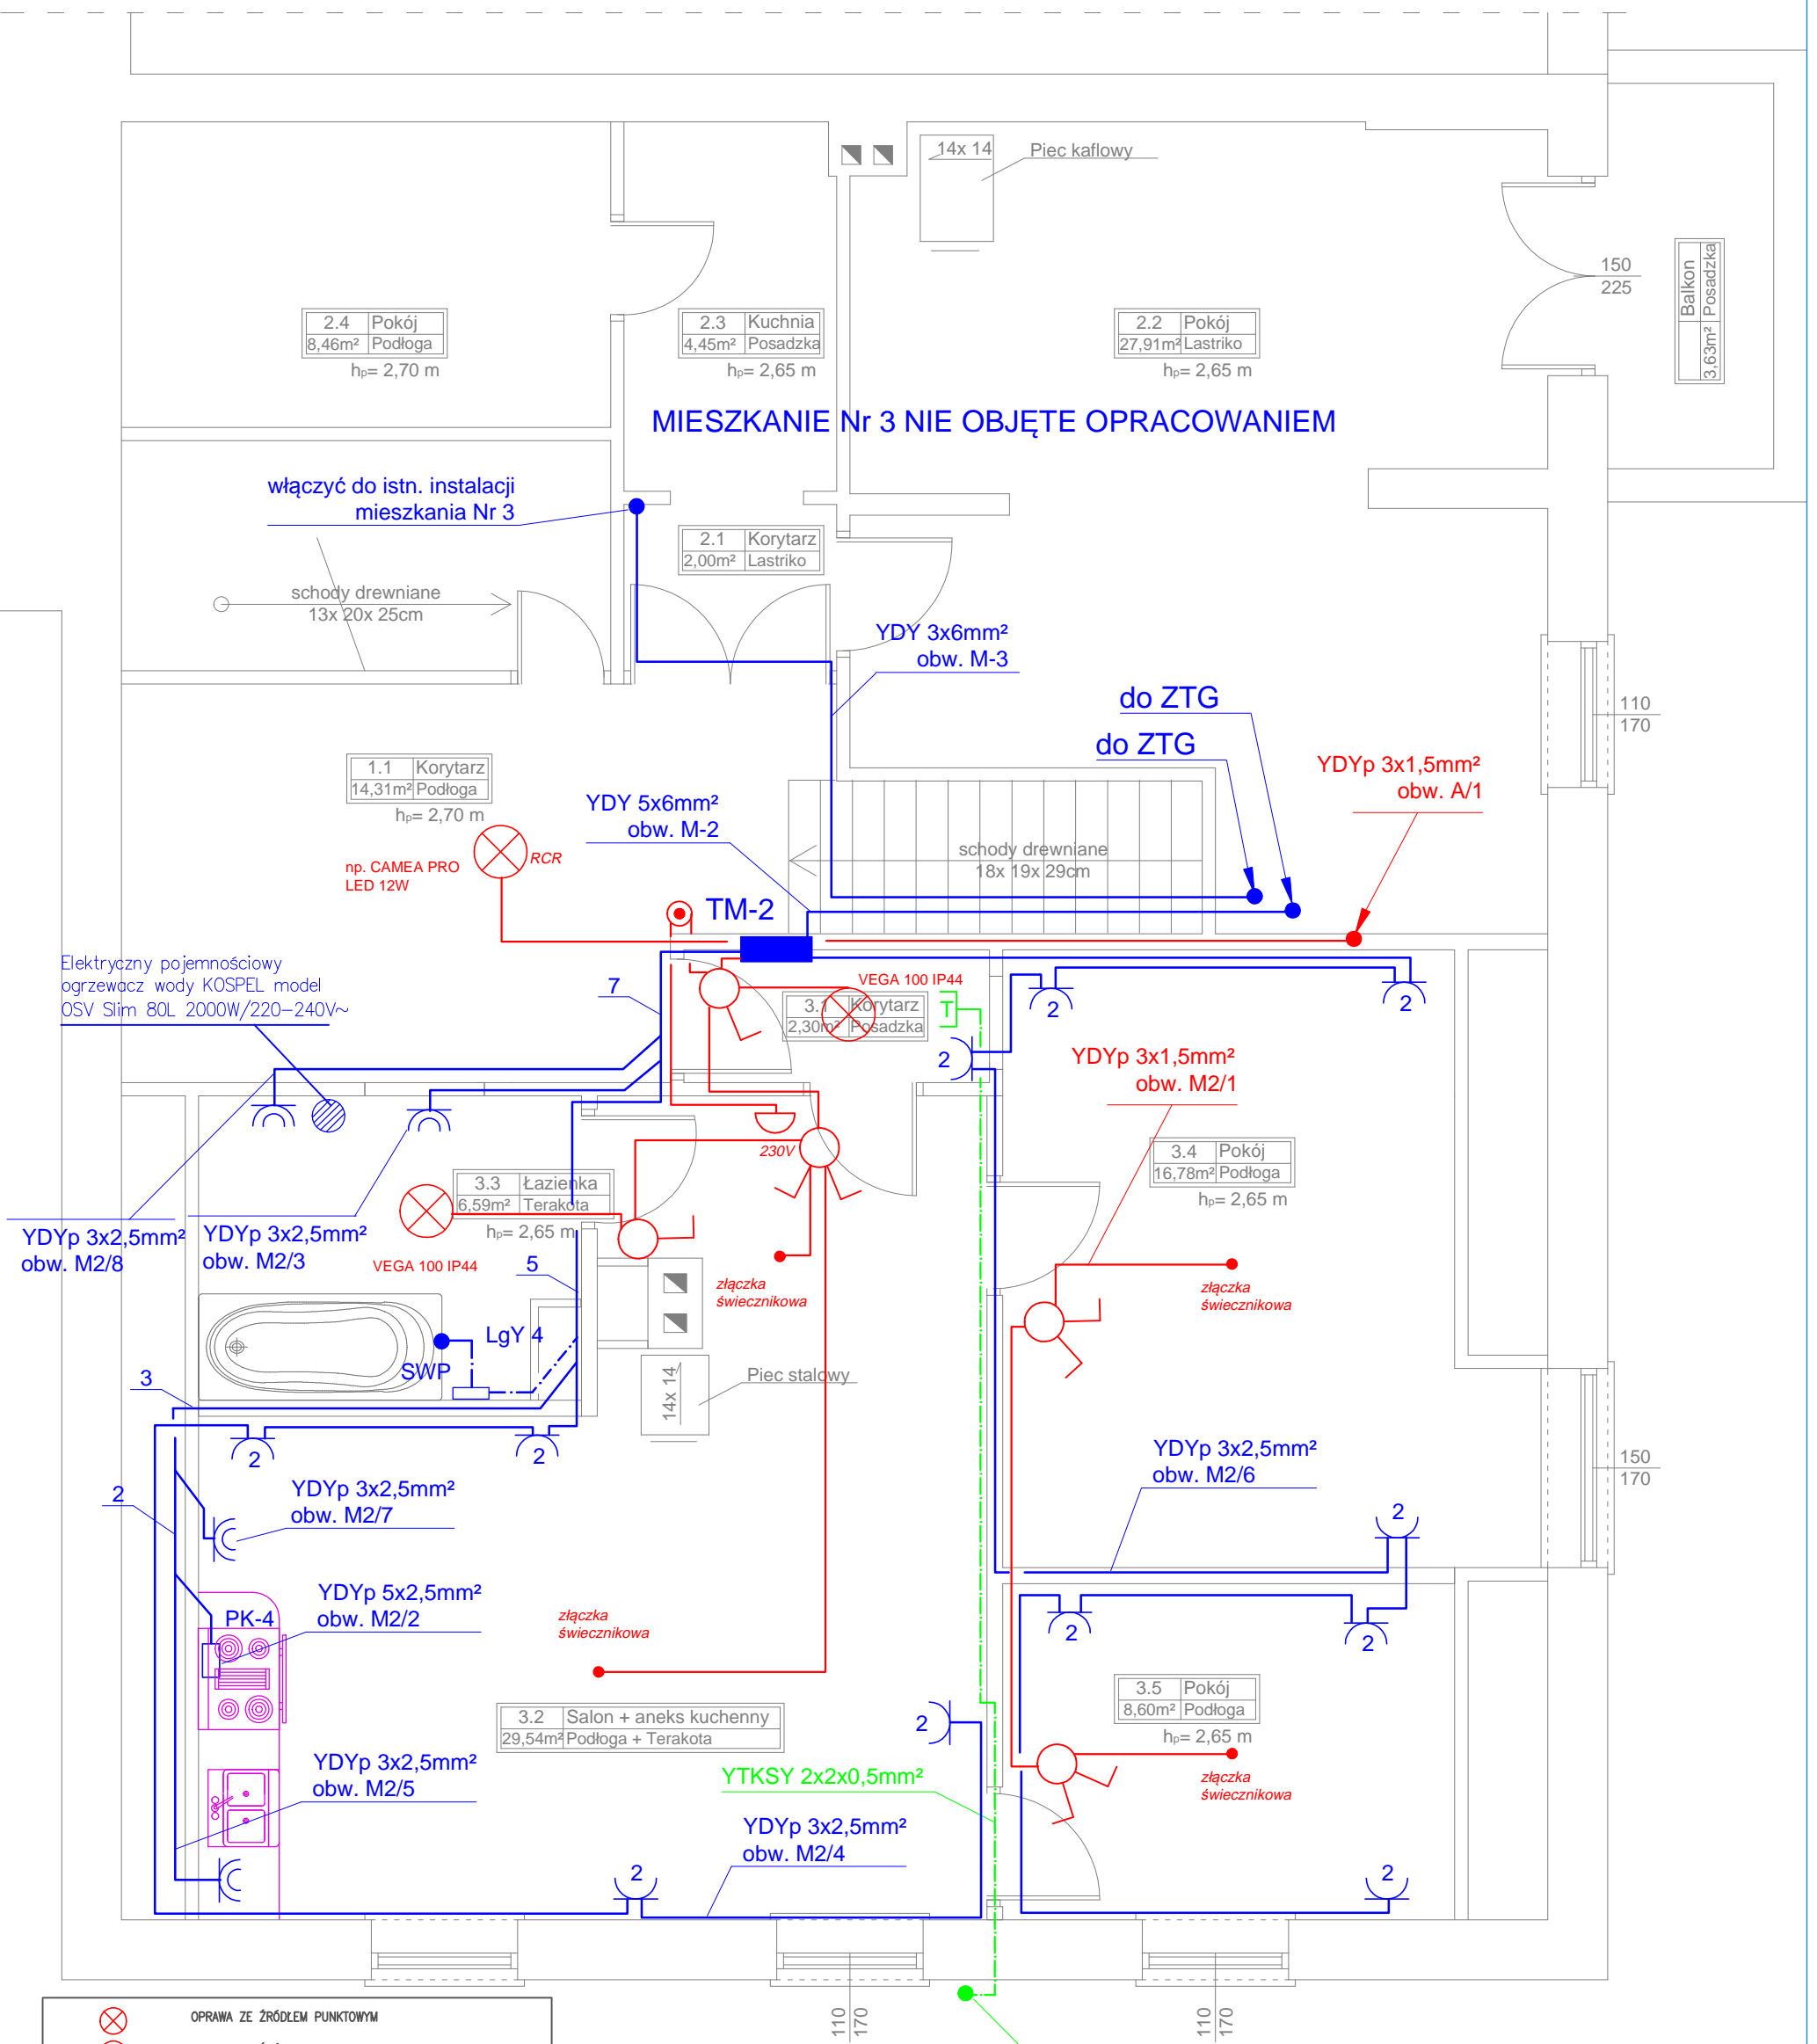 14x 14
Piec kaflowy
150
225
Balkon
3,63m² Posadzka
2.4 Pokój
8,46m² Podłoga
hp= 2,70 m
2.3 Kuchnia
4,45m² Posadzka
hp= 2,65 m
2.2 Pokój
27,91m² Lastriko
hp= 2,65 m
MIESZKANIE Nr 3 NIE OBJĘTE OPRACOWANIEM
włączyć do istn. instalacji
mieszkania Nr 3
2.1 Korytarz
2,00m² Lastriko
schody drewniane
13x 20x 25cm
YDY 3x6mm²
obw. M-3
do ZTG
do ZTG
110
170
YDYp 3x1,5mm²
obw. A/1
1.1 Korytarz
14,31m² Podłoga
hp= 2,70 m
YDY 5x6mm²
obw. M-2
schody drewniane
18x 19x 29cm
np. CAMEA PRO
LED 12W
RCR
TM-2
Elektryczny pojemnościowy
ogrzewacz wody KOSPEL model
OSV Slim 80L 2000W/220-240V~
7
VEGA 100 IP44
3.1 Korytarz
2,30m² Posadzka
T
2
2
2
YDYp 3x1,5mm²
obw. M2/1
230V
3.4 Pokój
16,78m² Podłoga
hp= 2,65 m
3.3 Łazienka
6,59m² Terakota
hp= 2,65 m
YDYp 3x2,5mm²
obw. M2/8
YDYp 3x2,5mm²
obw. M2/3
VEGA 100 IP44
5
złączka
świecznikowa
złączka
świecznikowa
LgY 4
SWP
3
14x 14
Piec stalowy
2
2
YDYp 3x2,5mm²
obw. M2/6
150
170
2
YDYp 3x2,5mm²
obw. M2/7
2
YDYp 5x2,5mm²
obw. M2/2
PK-4
złączka
świecznikowa
2
2
3.2 Salon + aneks kuchenny
29,54m² Podłoga + Terakota
2
3.5 Pokój
8,60m² Podłoga
hp= 2,65 m
YDYp 3x2,5mm²
obw. M2/5
YTKSY 2x2x0,5mm²
złączka
świecznikowa
YDYp 3x2,5mm²
obw. M2/4
2
2
110
170
110
170
OPRAWA ZE ŹRÓDŁEM PUNKTOWYM